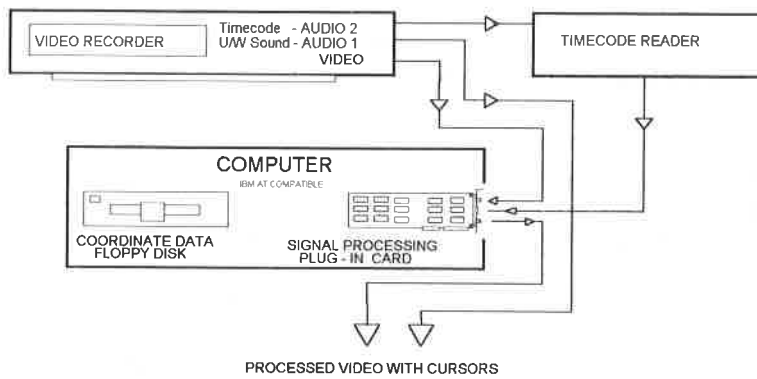 VIDEO RECORDER
Timecode - AUDIO 2
U/W Sound - AUDIO 1
VIDEO
TIMECODE READER
COMPUTER
IBM AT COMPATIBLE
COORDINATE DATA
FLOPPY DISK
SIGNAL PROCESSING
PLUG - IN CARD
PROCESSED VIDEO WITH CURSORS